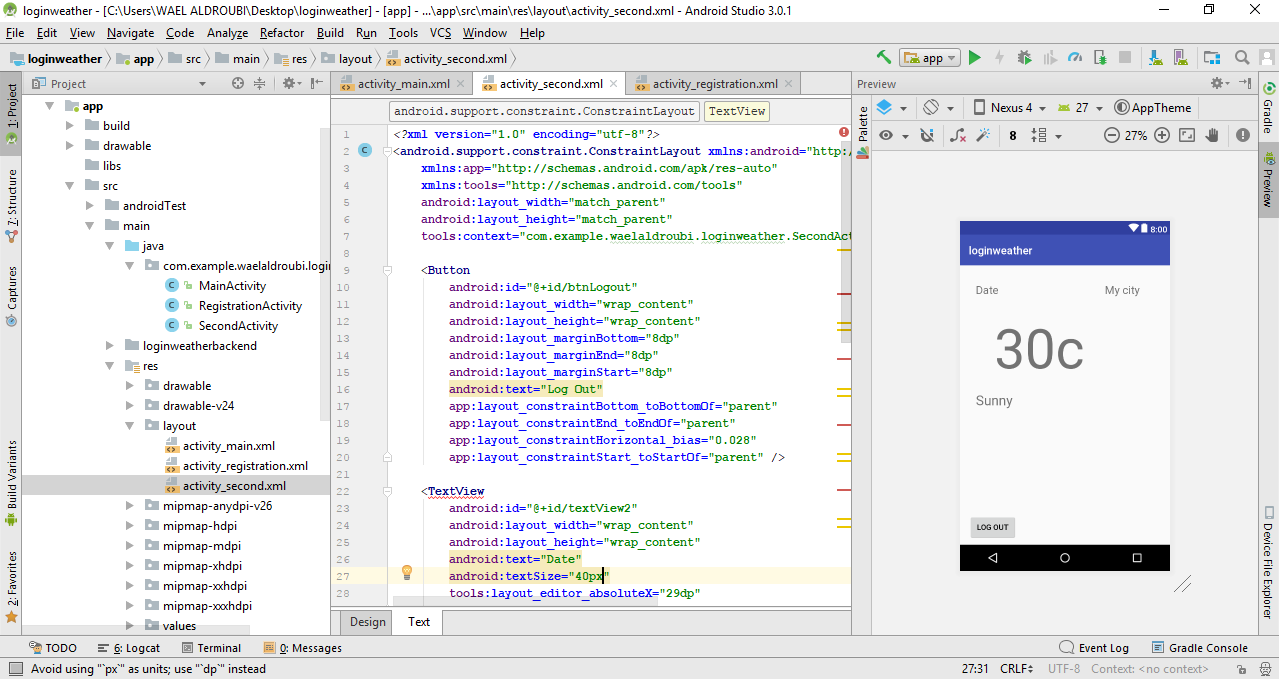 loginweather - [C:\Users\WAEL ALDROUBI\Desktop\loginweather] - [app] - ...\app\src\main\res\layout\activity_second.xml - Android Studio 3.0.1
File Edit View Navigate Code Analyze Refactor Build Run Tools VCS Window Help
loginweather app src main res layout activity_second.xml app
Project activity_main.xml activity_second.xml activity_registration.xml Preview
1: Project
7: Structure
Captures
Build Variants
2: Favorites
app
build
drawable
libs
src
androidTest
main
java
com.example.waelaldroubi.login
MainActivity
RegistrationActivity
SecondActivity
loginweatherbackend
res
drawable
drawable-v24
layout
activity_main.xml
activity_registration.xml
activity_second.xml
mipmap-anydpi-v26
mipmap-hdpi
mipmap-mdpi
mipmap-xhdpi
mipmap-xxhdpi
mipmap-xxxhdpi
values
android.support.constraint.ConstraintLayout TextView
1 <?xml version="1.0" encoding="utf-8"?>
2 C <android.support.constraint.ConstraintLayout xmlns:android="http:/
3 xmlns:app="http://schemas.android.com/apk/res-auto"
4 xmlns:tools="http://schemas.android.com/tools"
5 android:layout_width="match_parent"
6 android:layout_height="match_parent"
7 tools:context="com.example.waelaldroubi.loginweather.SecondAct
8
9 <Button
10 android:id="@+id/btnLogout"
11 android:layout_width="wrap_content"
12 android:layout_height="wrap_content"
13 android:layout_marginBottom="8dp"
14 android:layout_marginEnd="8dp"
15 android:layout_marginStart="8dp"
16 android:text="Log Out"
17 app:layout_constraintBottom_toBottomOf="parent"
18 app:layout_constraintEnd_toEndOf="parent"
19 app:layout_constraintHorizontal_bias="0.028"
20 app:layout_constraintStart_toStartOf="parent" />
21
22 <TextView
23 android:id="@+id/textView2"
24 android:layout_width="wrap_content"
25 android:layout_height="wrap_content"
26 android:text="Date"
27 android:textSize="40px"
28 tools:layout_editor_absoluteX="29dp"
Design Text
Palette
Nexus 4 27 AppTheme
8 27%
8:00
loginweather
Date My city
30c
Sunny
LOG OUT
Gradle
Preview
Device File Explorer
TODO 6: Logcat Terminal 0: Messages Event Log Gradle Console
Avoid using "`px`" as units; use "`dp`" instead 27:31 CRLF UTF-8 Context: <no context>